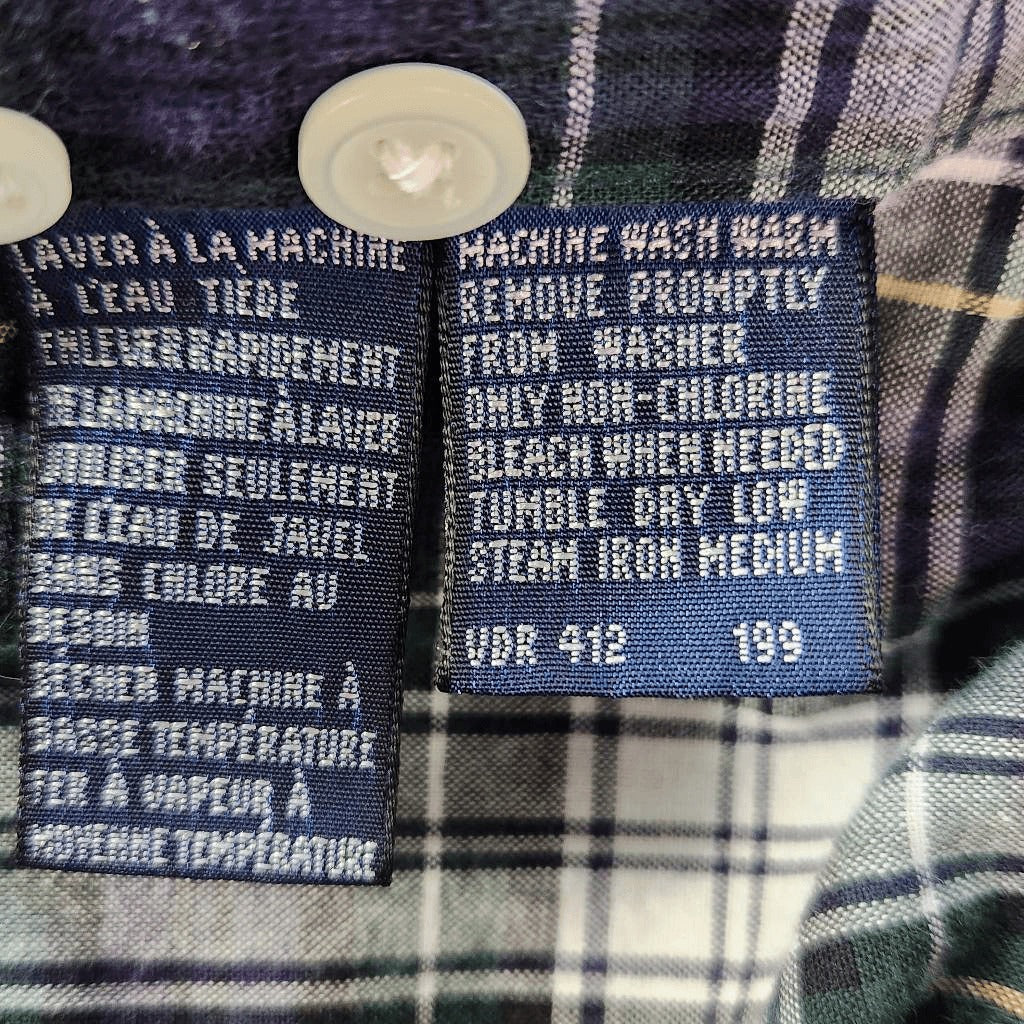 LAVER À LA MACHINE
À L'EAU TIEDE
ENLEVER RAPIDEMENT
DE LA MACHINE À LAVER
UTILISER SEULEMENT
DE L'EAU DE JAVEL
SANS CHLORE AU
BESOIN
SÉCHER MACHINE À
BASSE TEMPÉRATURE
FER À VAPEUR À
MOYENNE TEMPÉRATURE
MACHINE WASH WARM
REMOVE PROMPTLY
FROM WASHER
ONLY NON-CHLORINE
BLEACH WHEN NEEDED
TUMBLE DRY LOW
STEAM IRON MEDIUM
VBR 412 199